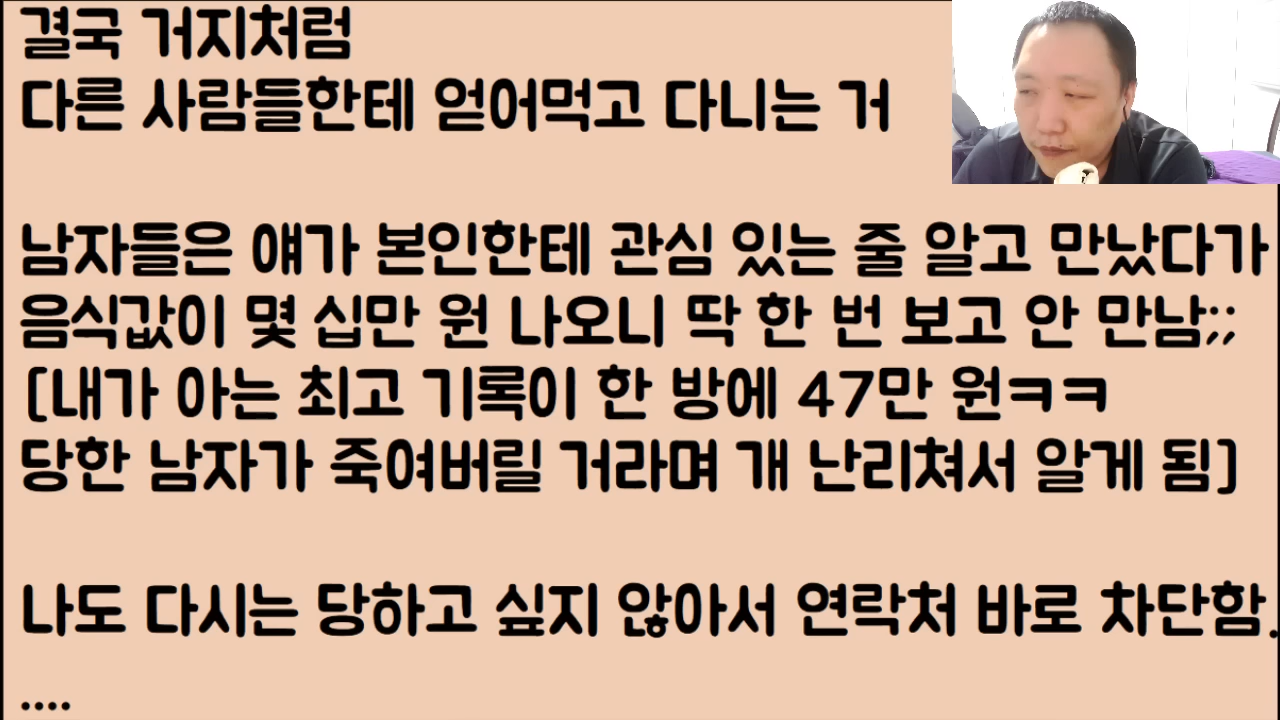 결국 거지처럼
다른 사람들한테 얻어먹고 다니는 거
남자들은 얘가 본인한테 관심 있는 줄 알고 만났다가
음식값이 몇 십만 원 나오니 딱 한 번 보고 안 만남;;
[내가 아는 최고 기록이 한 방에 47만 원ㅋㅋ
당한 남자가 죽여버릴 거라며 개 난리쳐서 알게 됨]
나도 다시는 당하고 싶지 않아서 연락처 바로 차단함.
....